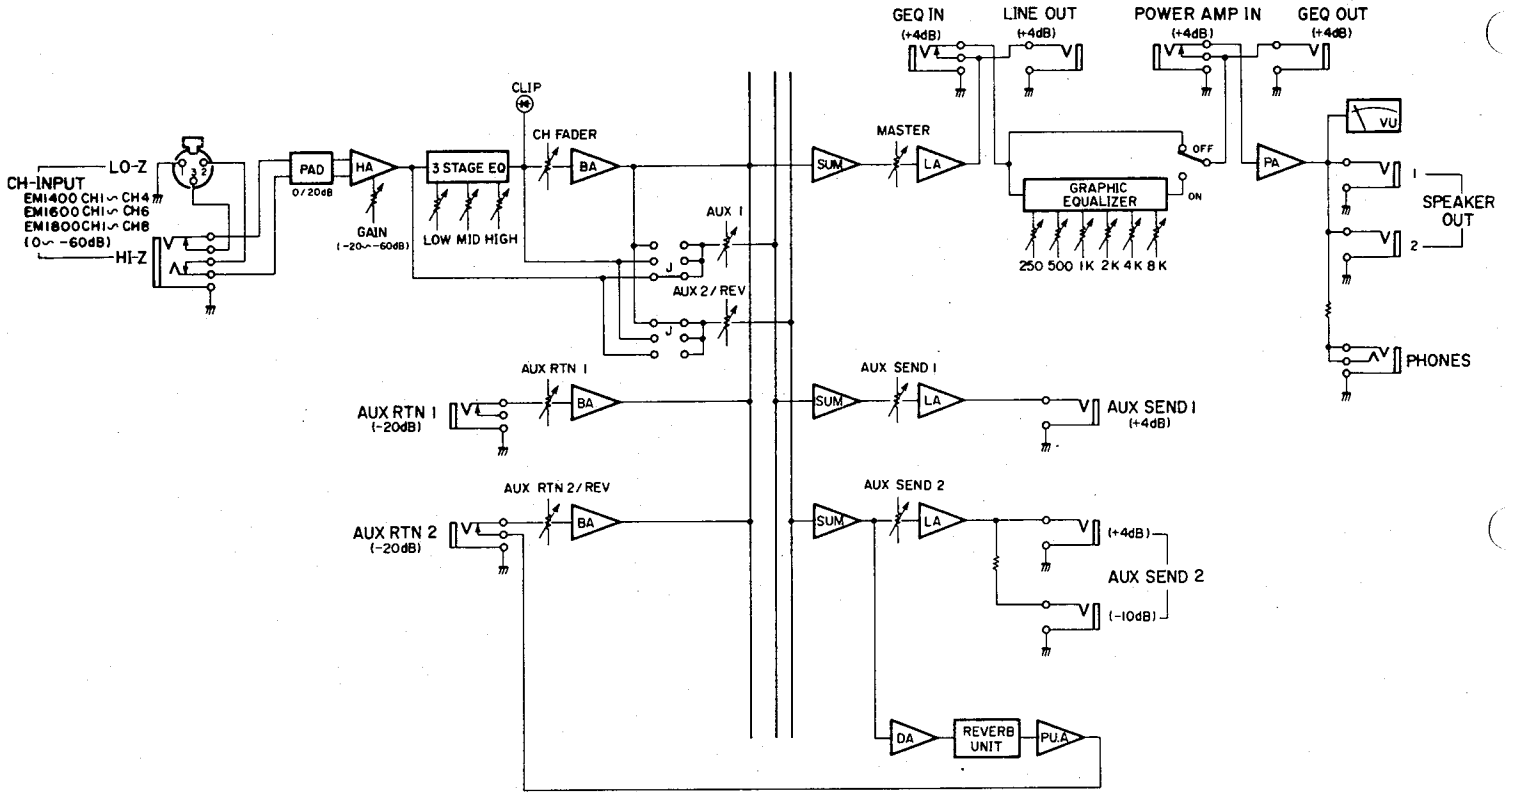 GEQ IN
(+4dB)
LINE OUT
(+4dB)
POWER AMP IN
(+4dB)
GEQ OUT
(+4dB)
CLIP
CH FADER
MASTER
VU
LO-Z
1 3 2
CH-INPUT
EM1400 CH1~CH4
EM1600 CH1~CH6
EM1800 CH1~CH8
(0~-60dB)
HI-Z
PAD
0/20dB
HA
GAIN
(-20~-60dB)
3 STAGE EQ
LOW MID HIGH
BA
SUM
LA
OFF
ON
GRAPHIC
EQUALIZER
250 500 1K 2K 4K 8K
PA
1
SPEAKER
OUT
2
AUX 1
J
AUX 2/REV
J
PHONES
AUX RTN 1
AUX RTN 1
(-20dB)
BA
SUM
AUX SEND 1
LA
AUX SEND 1
(+4dB)
AUX RTN 2/REV
AUX RTN 2
(-20dB)
BA
SUM
AUX SEND 2
LA
(+4dB)
AUX SEND 2
(-10dB)
DA
REVERB
UNIT
PU.A